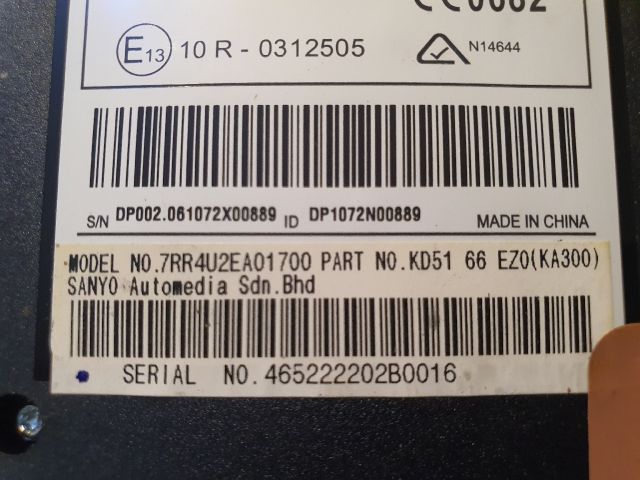 CE0682
E13 10 R - 0312505 N14644
S/N DP002.061072X00889 ID DP1072N00889 MADE IN CHINA
MODEL NO.7RR4U2EA01700 PART NO.KD51 66 EZ0(KA300)
SANYO Automedia Sdn.Bhd
SERIAL NO.465222202B0016